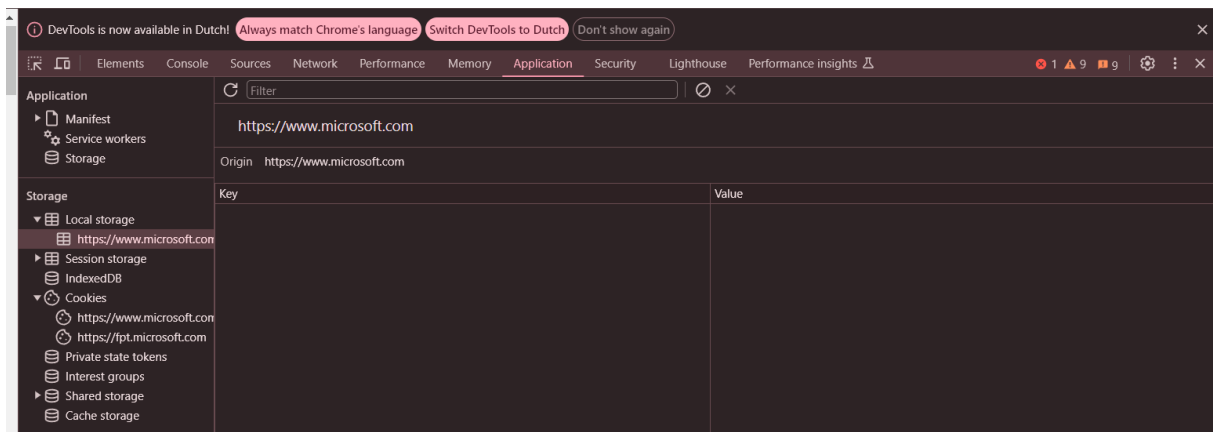 DevTools is now available in Dutch! Always match Chrome's language Switch DevTools to Dutch Don't show again
Elements Console Sources Network Performance Memory Application Security Lighthouse Performance insights 1 9 9
Application
Filter
Manifest
Service workers
Storage
https://www.microsoft.com
Origin https://www.microsoft.com
Storage
Key Value
Local storage
https://www.microsoft.com
Session storage
IndexedDB
Cookies
https://www.microsoft.com
https://fpt.microsoft.com
Private state tokens
Interest groups
Shared storage
Cache storage